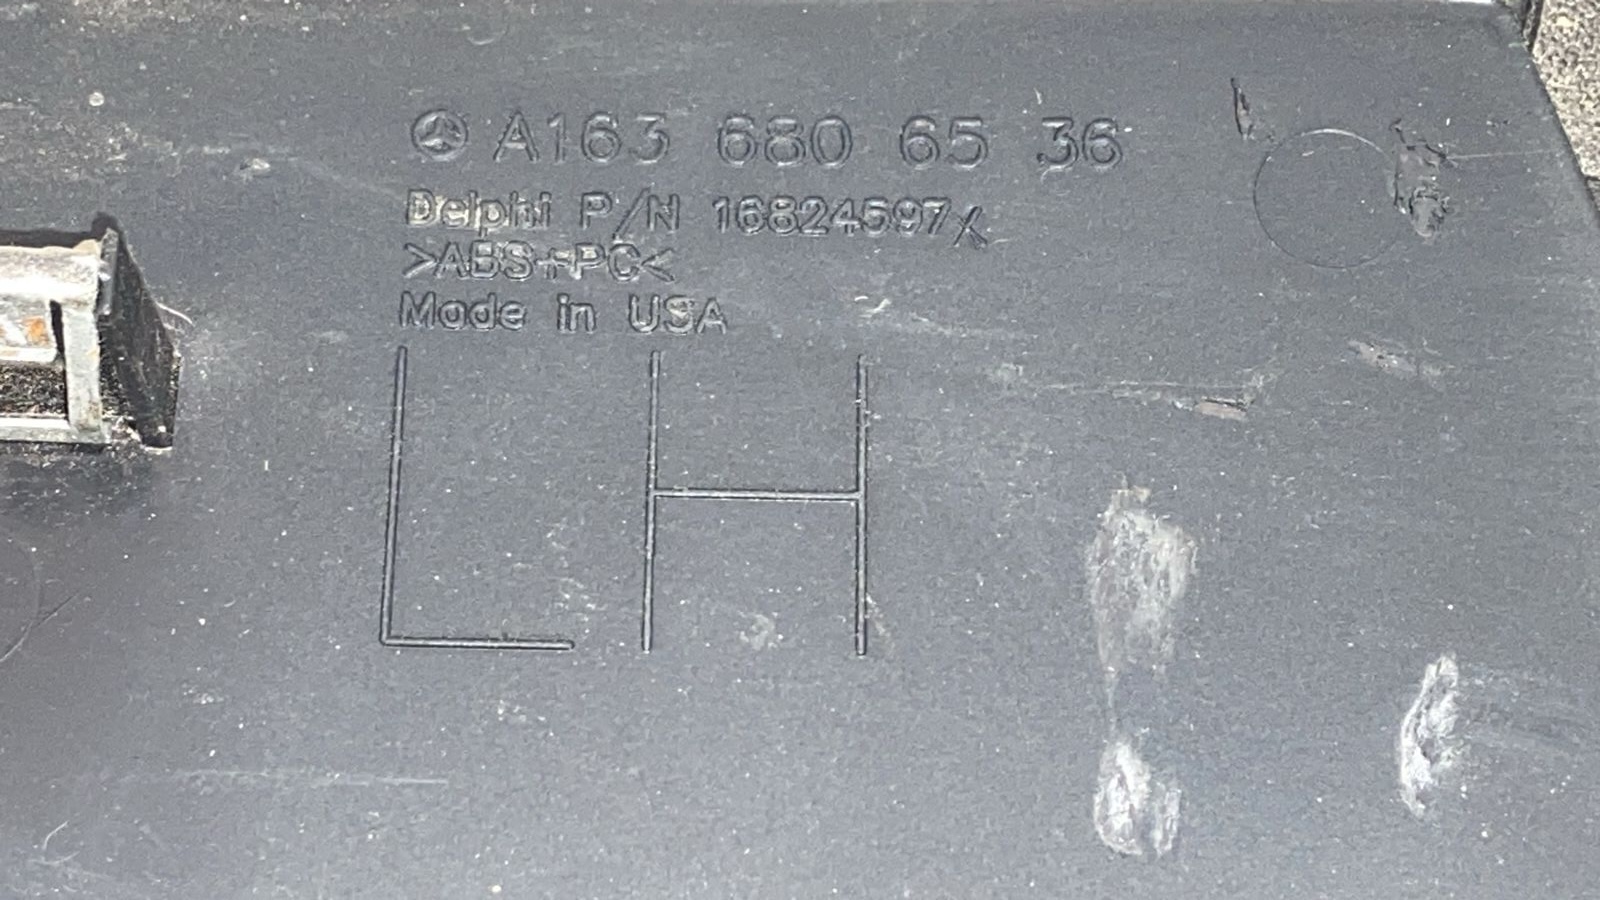 A163 680 65 36
Delphi P/N 16824597
>ABS+PC<
Made in USA
LH